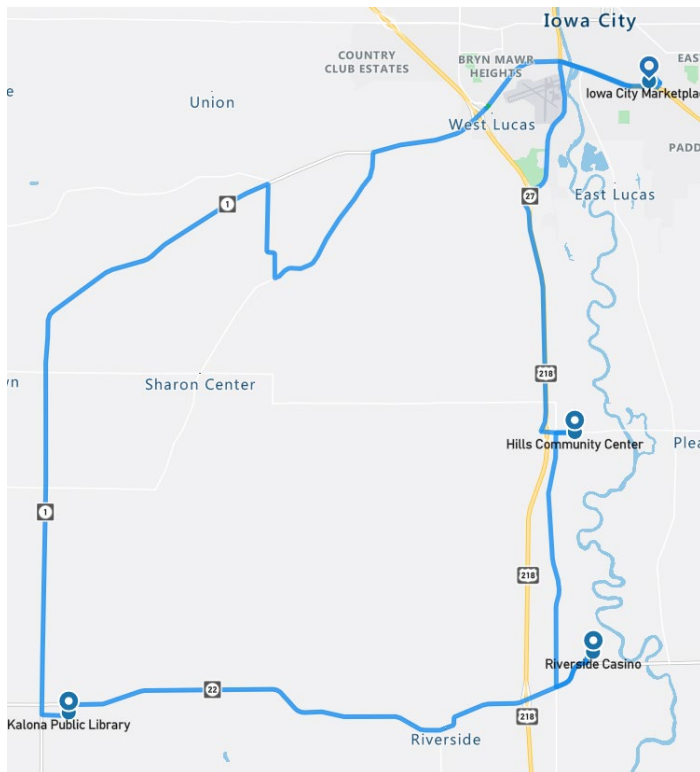 Iowa City
COUNTRY
CLUB ESTATES
BRYN MAWR
HEIGHTS
EAS
e
Union
Iowa City Marketplac
West Lucas
PADD
27
East Lucas
1
218
Sharon Center
vn
Hills Community Center
Plea
1
218
Riverside Casino
22
Kalona Public Library
218
Riverside